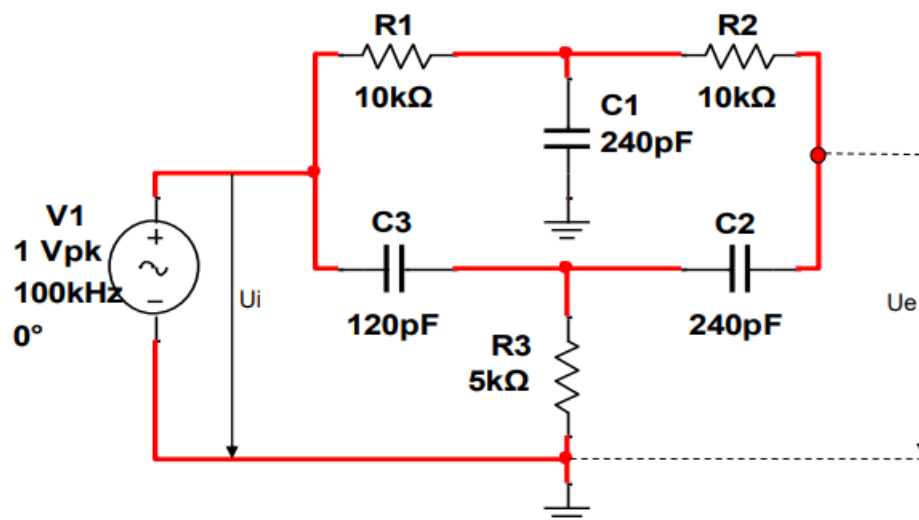 R1
10kΩ
R2
10kΩ
C1
240pF
V1
+
1 Vpk
100kHz
0°
Ui
C3
120pF
C2
240pF
R3
5kΩ
Ue